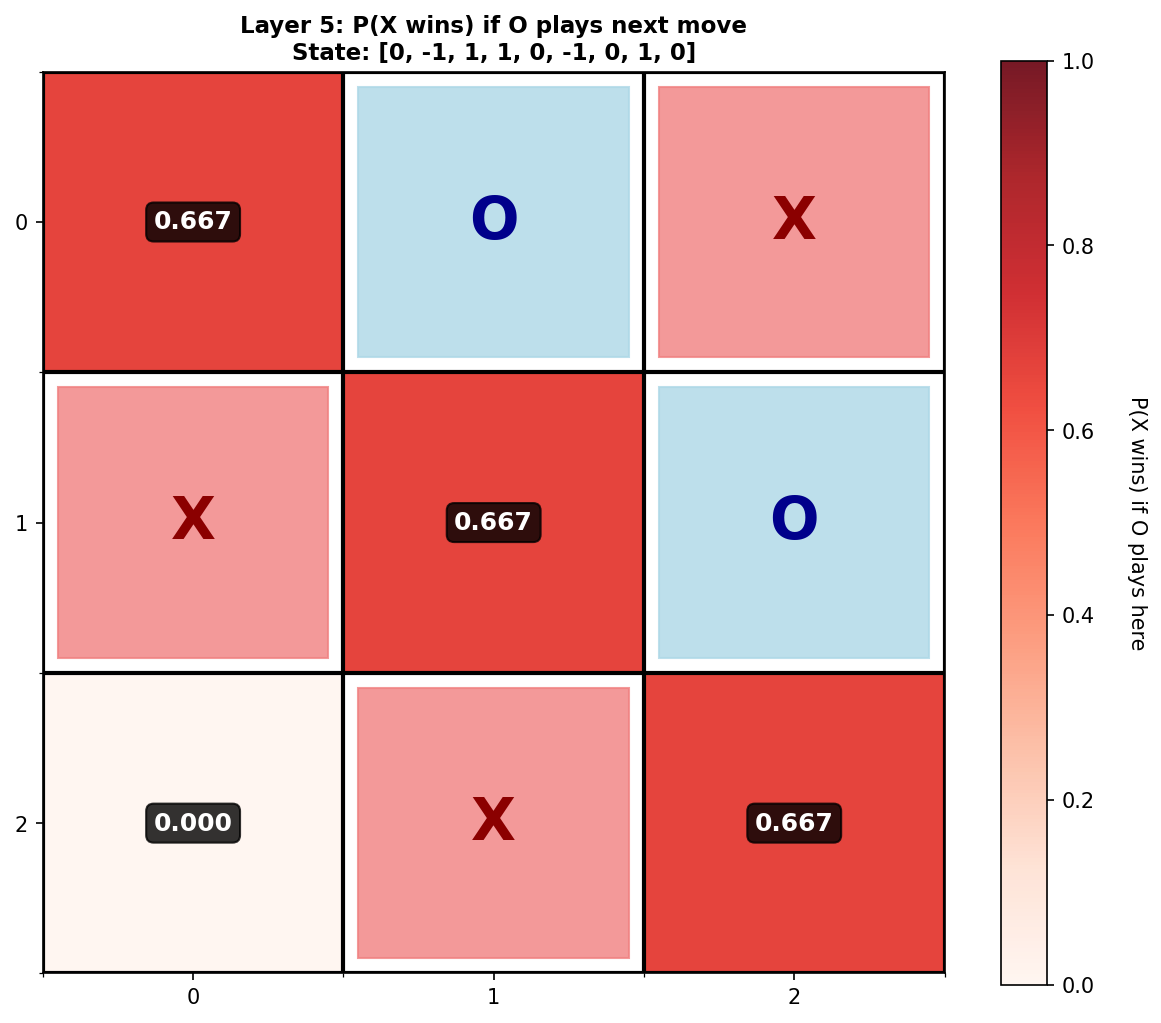 Layer 5: P(X wins) if O plays next move
State: [0, -1, 1, 1, 0, -1, 0, 1, 0]
0
0.667
O
X
1
X
0.667
O
2
0.000
X
0.667
0
1
2
1.0
0.8
0.6
0.4
0.2
0.0
P(X wins) if O plays here